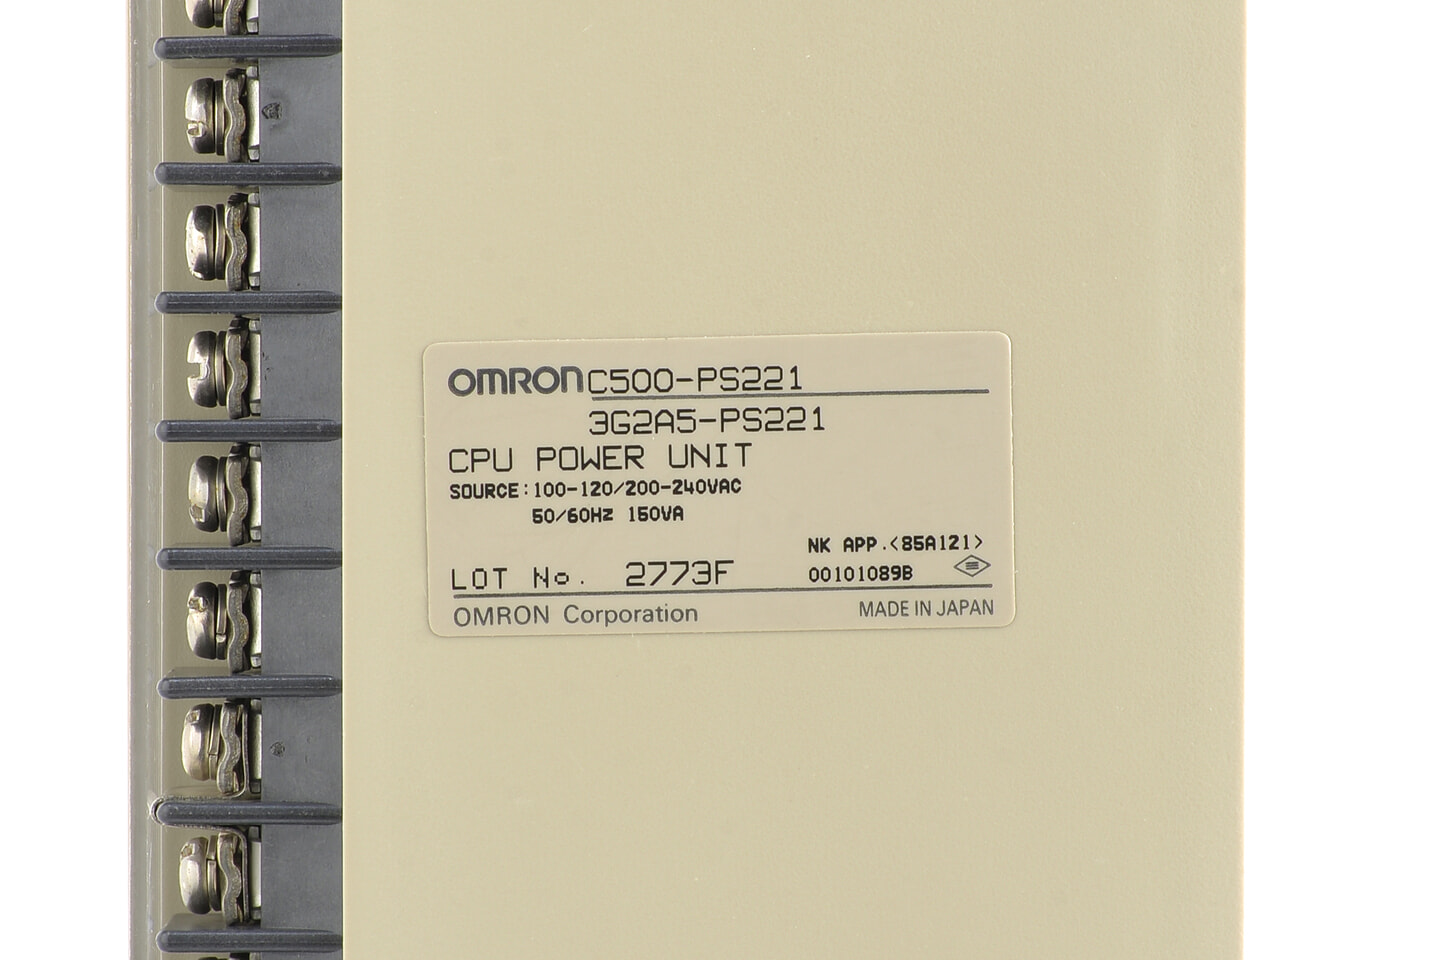 OMRON C500-PS221
3G2A5-PS221
CPU POWER UNIT
SOURCE:100-120/200-240VAC
50/60Hz 150VA
NK APP.<85A121>
LOT No. 2773F
00101089B
OMRON Corporation
MADE IN JAPAN